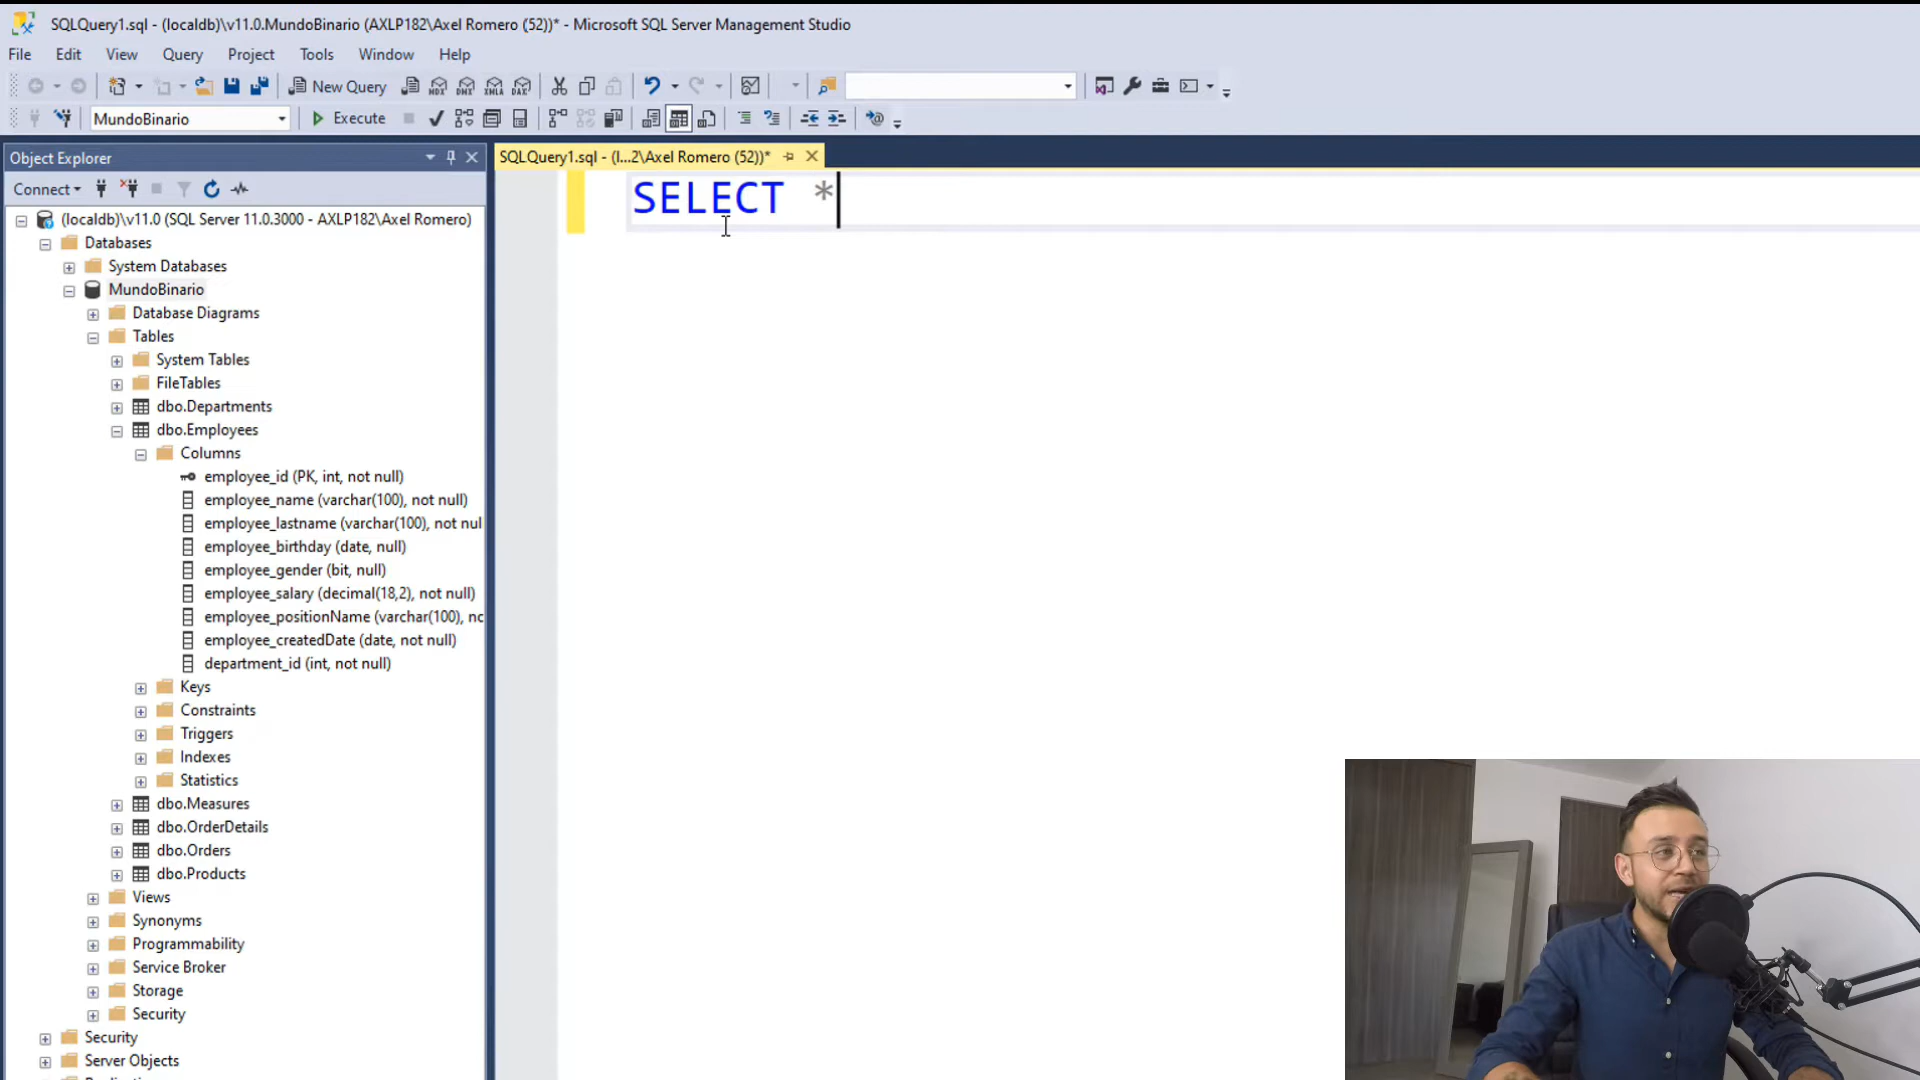 SQLQuery1.sql - (localdb)\v11.0.MundoBinario (AXLP182\Axel Romero (52))* - Microsoft SQL Server Management Studio
File Edit View Query Project Tools Window Help
New Query MDX DMX XMLA DAX
MundoBinario Execute
Object Explorer
SQLQuery1.sql - (l...2\Axel Romero (52))*
Connect
SELECT *
(localdb)\v11.0 (SQL Server 11.0.3000 - AXLP182\Axel Romero)
Databases
System Databases
MundoBinario
Database Diagrams
Tables
System Tables
FileTables
dbo.Departments
dbo.Employees
Columns
employee_id (PK, int, not null)
employee_name (varchar(100), not null)
employee_lastname (varchar(100), not nul
employee_birthday (date, null)
employee_gender (bit, null)
employee_salary (decimal(18,2), not null)
employee_positionName (varchar(100), nc
employee_createdDate (date, not null)
department_id (int, not null)
Keys
Constraints
Triggers
Indexes
Statistics
dbo.Measures
dbo.OrderDetails
dbo.Orders
dbo.Products
Views
Synonyms
Programmability
Service Broker
Storage
Security
Security
Server Objects